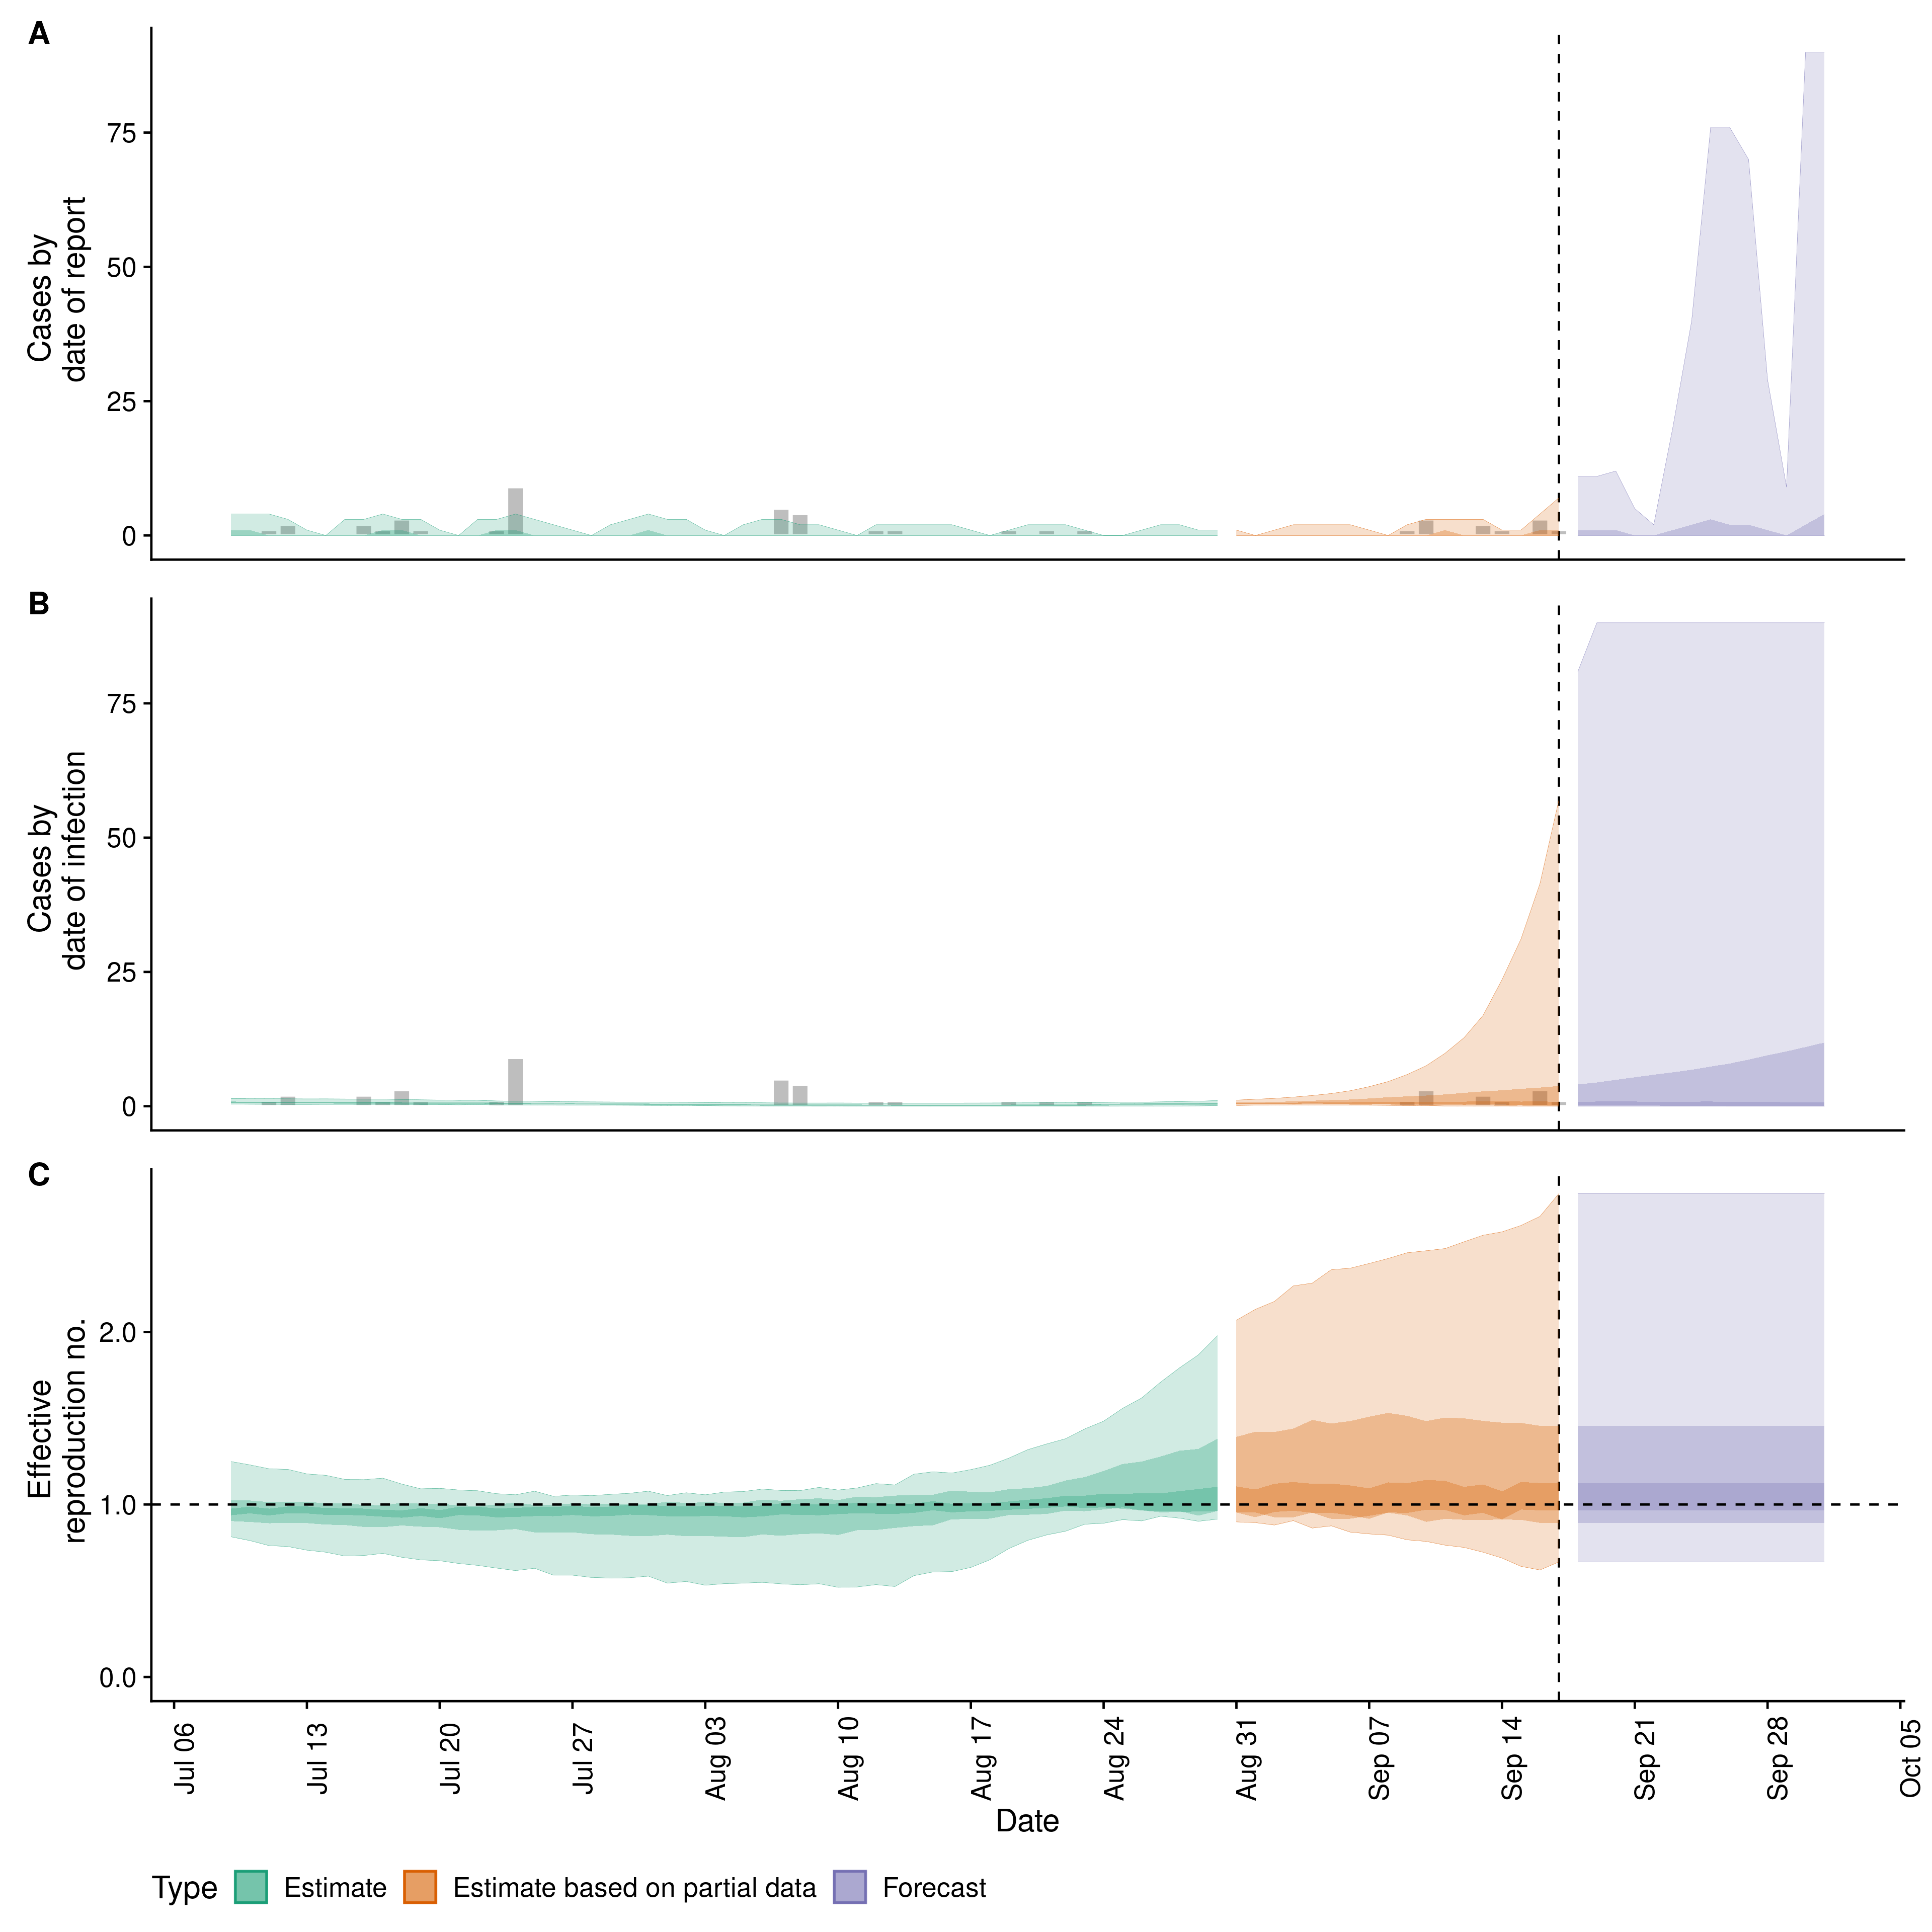 A
Cases by
date of report
75
50
25
0
B
Cases by
date of infection
75
50
25
0
C
Effective
reproduction no.
2.0
1.0
0.0
Jul 06
Jul 13
Jul 20
Jul 27
Aug 03
Aug 10
Aug 17
Aug 24
Aug 31
Sep 07
Sep 14
Sep 21
Sep 28
Oct 05
Date
Type Estimate Estimate based on partial data Forecast